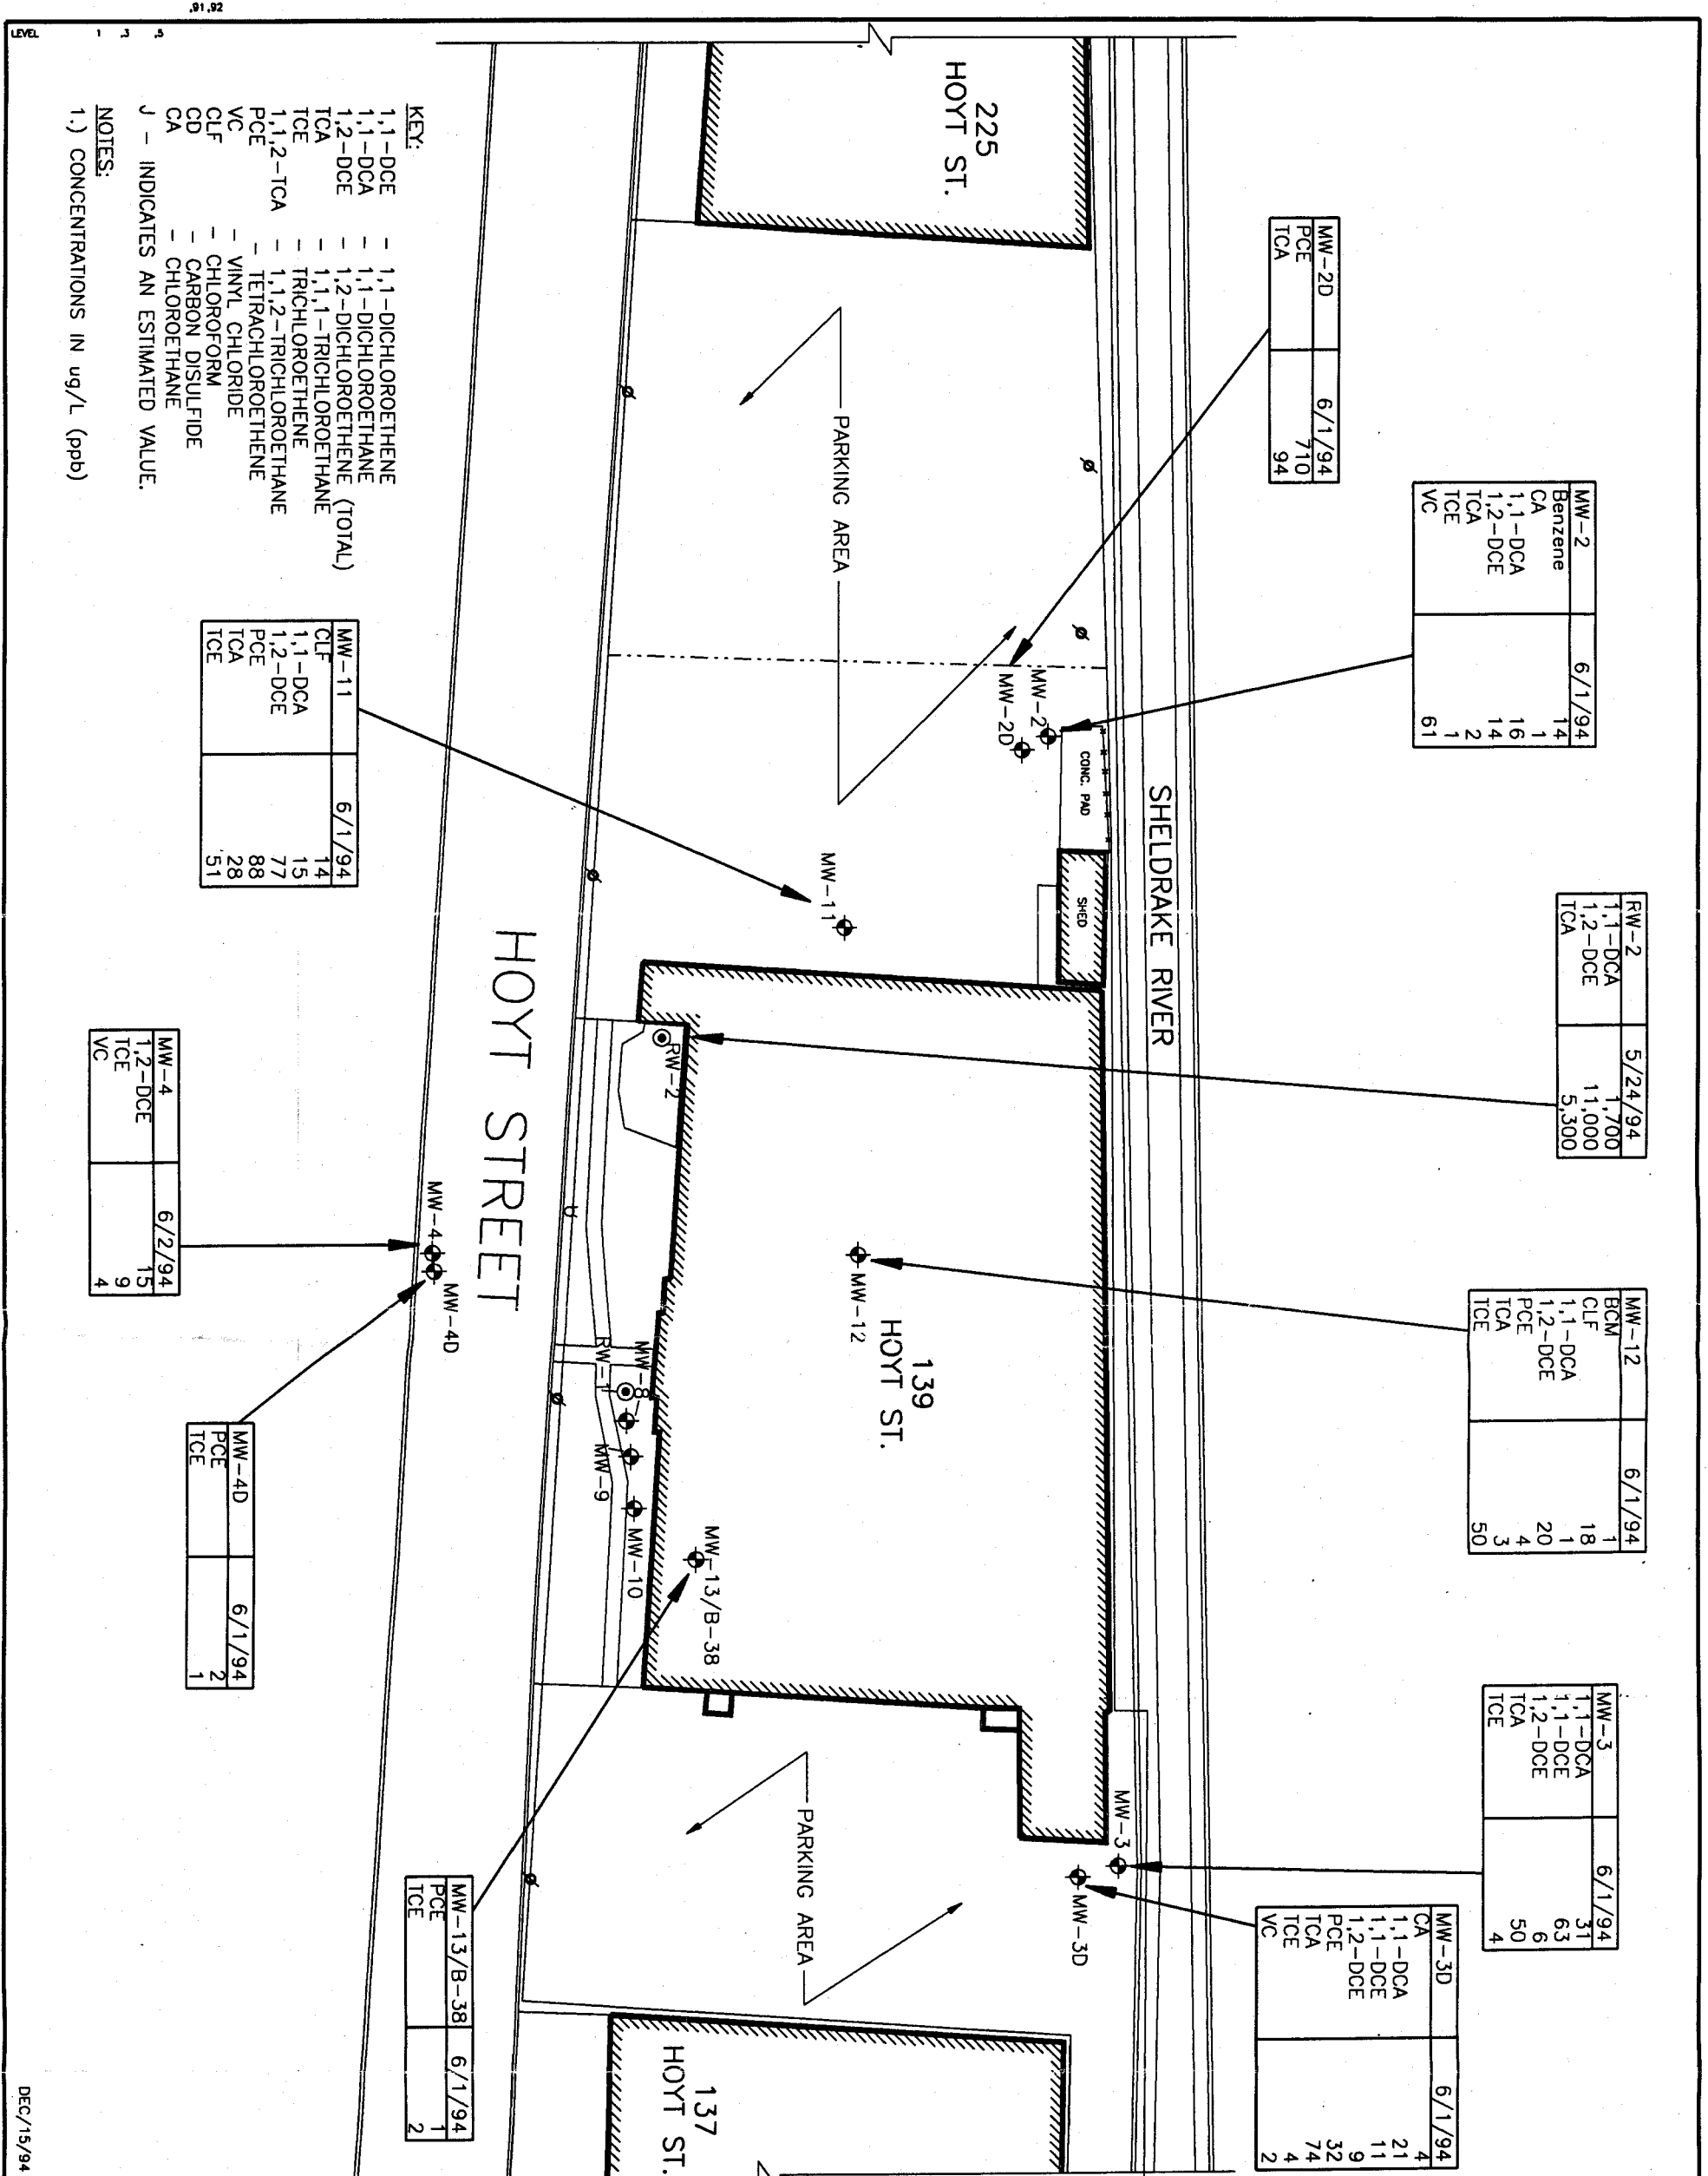 ,91,92
LEVEL 1 ,3 ,5
225
HOYT ST.
MW-2D 6/1/94
PCE 710
TCA 94
MW-2 6/1/94
Benzene 14
CA 1
1,1-DCA 16
1,2-DCE 14
TCA 2
TCE 1
VC 61
RW-2 5/24/94
1,1-DCA 1,700
1,2-DCE 11,000
TCA 5,300
MW-12 6/1/94
BCM 1
CLF 18
1,1-DCA 1
1,2-DCE 20
PCE 4
TCA 3
TCE 50
MW-3 6/1/94
1,1-DCA 31
1,1-DCE 63
1,2-DCE 6
TCA 50
TCE 4
MW-3D 6/1/94
CA 4
1,1-DCA 21
1,1-DCE 11
1,2-DCE 9
PCE 32
TCA 74
TCE 4
VC 2
SHELDRAKE RIVER
PARKING AREA
MW-2
MW-2D
CONC. PAD
SHED
MW-11
RW-2
MW-12
139
HOYT ST.
MW-8
RW-1
MW-9
MW-10
MW-13/B-38
MW-3
MW-3D
PARKING AREA
137
HOYT ST.
HOYT STREET
MW-4
MW-4D
KEY:
1,1-DCE - 1,1-DICHLOROETHENE
1,1-DCA - 1,1-DICHLOROETHANE
1,2-DCE - 1,2-DICHLOROETHENE (TOTAL)
TCA - 1,1,1-TRICHLOROETHANE
TCE - TRICHLOROETHENE
1,1,2-TCA - 1,1,2-TRICHLOROETHANE
PCE - TETRACHLOROETHENE
VC - VINYL CHLORIDE
CLF - CHLOROFORM
CD - CARBON DISULFIDE
CA - CHLOROETHANE
J - INDICATES AN ESTIMATED VALUE.
NOTES:
1.) CONCENTRATIONS IN ug/L (ppb)
MW-11 6/1/94
CLF 14
1,1-DCA 15
1,2-DCE 77
PCE 88
TCA 28
TCE 51
MW-4 6/2/94
1,2-DCE 15
TCE 9
VC 4
MW-4D 6/1/94
PCE 2
TCE 1
MW-13/B-38 6/1/94
PCE 1
TCE 2
DEC/15/94